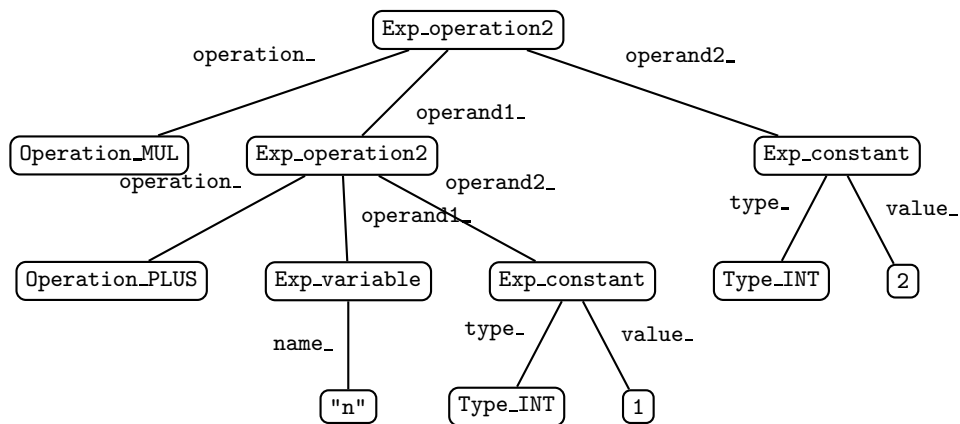 Exp_operation2
operation_
operand2_
operand1_
Operation_MUL
Exp_operation2
Exp_constant
operation_
operand2_
type_
value_
operand1_
Operation_PLUS
Exp_variable
Exp_constant
Type_INT
2
name_
type_
value_
"n"
Type_INT
1